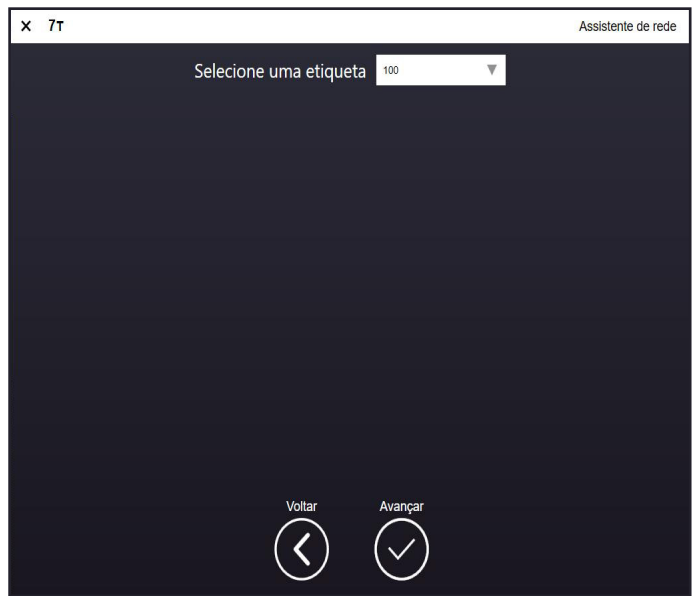 × 7T Assistente de rede
Selecione uma etiqueta 100
Voltar Avançar